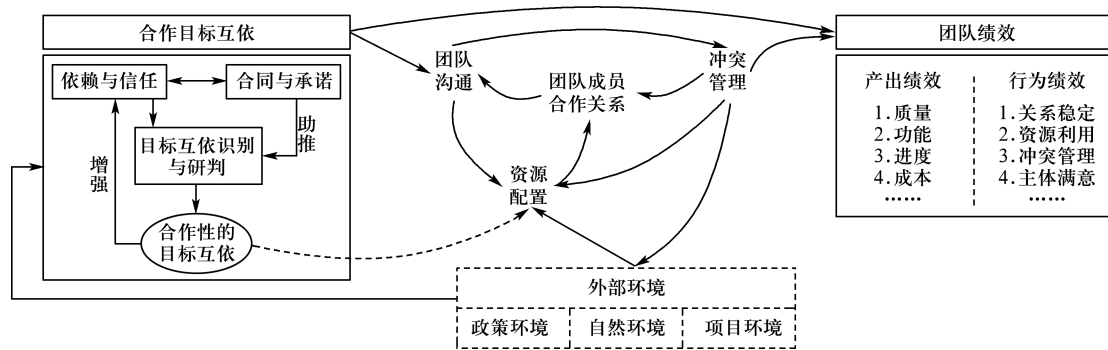 合作目标互依
团队绩效
依赖与信任
合同与承诺
助推
目标互依识别
与研判
增强
合作性的
目标互依
团队
沟通
冲突
管理
团队成员
合作关系
资源
配置
产出绩效
1.质量
2.功能
3.进度
4.成本
……
行为绩效
1.关系稳定
2.资源利用
3.冲突管理
4.主体满意
……
外部环境
政策环境
自然环境
项目环境